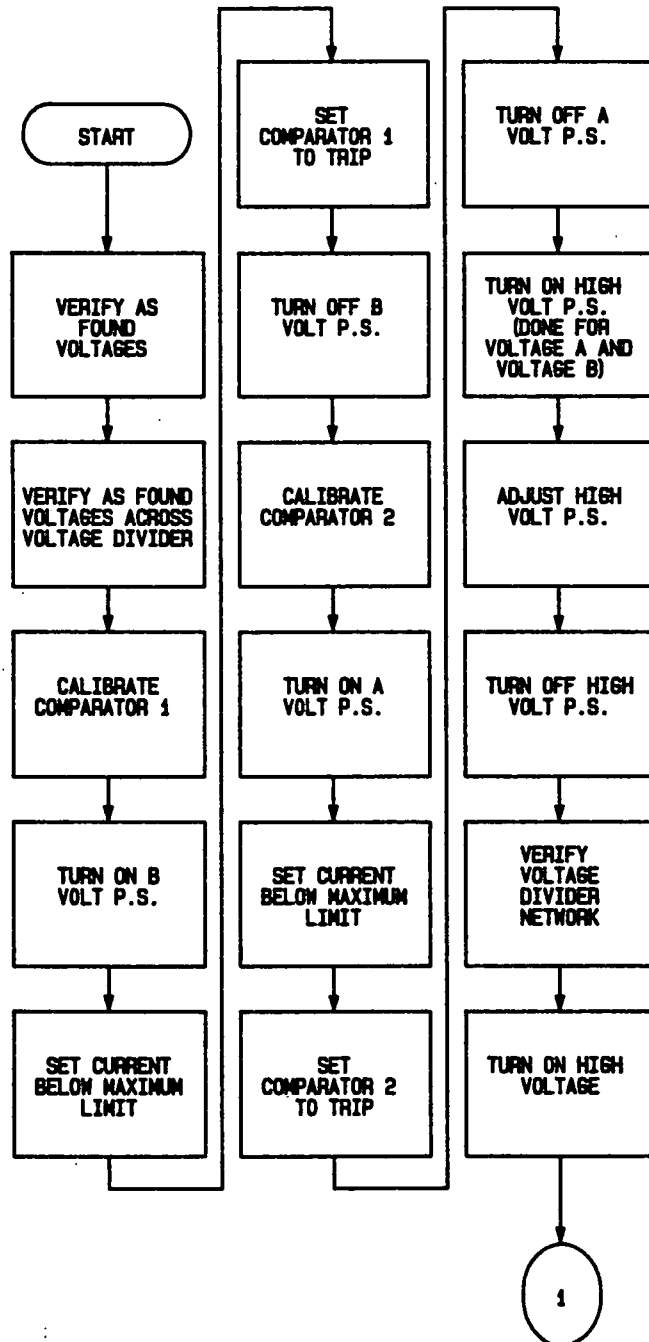 START
VERIFY AS
FOUND
VOLTAGES
VERIFY AS FOUND
VOLTAGES ACROSS
VOLTAGE DIVIDER
CALIBRATE
COMPARATOR 1
TURN ON B
VOLT P.S.
SET CURRENT
BELOW MAXIMUM
LIMIT
SET
COMPARATOR 1
TO TRIP
TURN OFF B
VOLT P.S.
CALIBRATE
COMPARATOR 2
TURN ON A
VOLT P.S.
SET CURRENT
BELOW MAXIMUM
LIMIT
SET
COMPARATOR 2
TO TRIP
TURN OFF A
VOLT P.S.
TURN ON HIGH
VOLT P.S.
(DONE FOR
VOLTAGE A AND
VOLTAGE B)
ADJUST HIGH
VOLT P.S.
TURN OFF HIGH
VOLT P.S.
VERIFY
VOLTAGE
DIVIDER
NETWORK
TURN ON HIGH
VOLTAGE
1